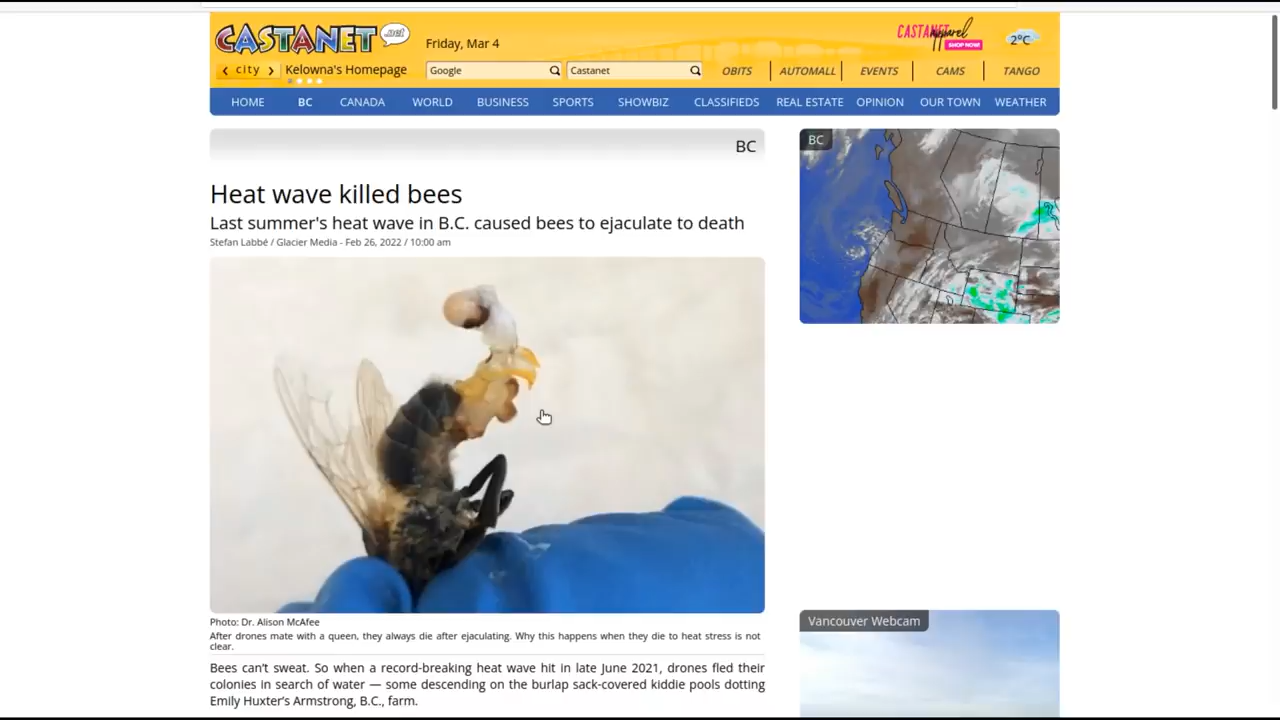 CASTANET .net
Friday, Mar 4
CASTANET apparel
SHOP NOW!
2°C
city
Kelowna's Homepage
Google
Castanet
OBITS
AUTOMALL
EVENTS
CAMS
TANGO
HOME
BC
CANADA
WORLD
BUSINESS
SPORTS
SHOWBIZ
CLASSIFIEDS
REAL ESTATE
OPINION
OUR TOWN
WEATHER
BC
Heat wave killed bees
Last summer's heat wave in B.C. caused bees to ejaculate to death
Stefan Labbé / Glacier Media - Feb 26, 2022 / 10:00 am
Photo: Dr. Alison McAfee
After drones mate with a queen, they always die after ejaculating. Why this happens when they die to heat stress is not
clear.
Bees can’t sweat. So when a record-breaking heat wave hit in late June 2021, drones fled their
colonies in search of water — some descending on the burlap sack-covered kiddie pools dotting
Emily Huxter’s Armstrong, B.C., farm.
BC
Vancouver Webcam